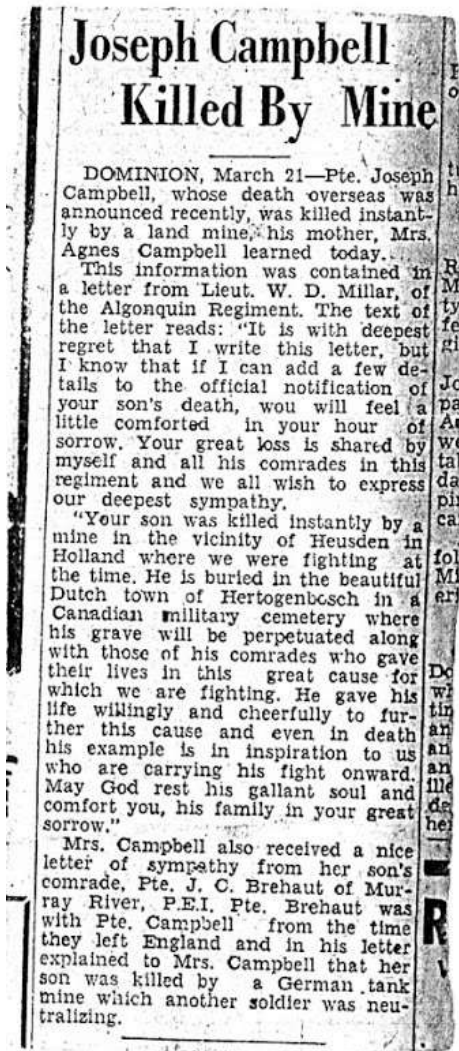 Joseph Campbell
Killed By Mine
DOMINION, March 21—Pte. Joseph
Campbell, whose death overseas was
announced recently, was killed instant-
ly by a land mine, his mother, Mrs.
Agnes Campbell learned today.
This information was contained in
a letter from Lieut. W. D. Millar, of
the Algonquin Regiment. The text of
the letter reads: "It is with deepest
regret that I write this letter, but
I know that if I can add a few de-
tails to the official notification of
your son's death, wou will feel a
little comforted in your hour of
sorrow. Your great loss is shared by
myself and all his comrades in this
regiment and we all wish to express
our deepest sympathy.
"Your son was killed instantly by a
mine in the vicinity of Heusden in
Holland where we were fighting at
the time. He is buried in the beautiful
Dutch town of Hertogenbosch in a
Canadian military cemetery where
his grave will be perpetuated along
with those of his comrades who gave
their lives in this great cause for
which we are fighting. He gave his
life willingly and cheerfully to fur-
ther this cause and even in death
his example is in inspiration to us
who are carrying his fight onward.
May God rest his gallant soul and
comfort you, his family in your great
sorrow."
Mrs. Campbell also received a nice
letter of sympathy from her son's
comrade, Pte. J. C. Brehaut of Mur-
ray River, P.E.I. Pte. Brehaut was
with Pte. Campbell from the time
they left England and in his letter
explained to Mrs. Campbell that her
son was killed by a German tank
mine which another soldier was neu-
tralizing.